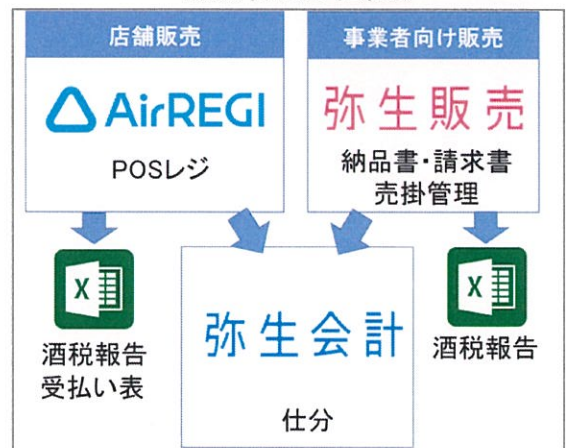 店舗販売
AirREGI
POSレジ
事業者向け販売
弥生販売
納品書・請求書
売掛管理
X
酒税報告
受払い表
弥生会計
仕分
X
酒税報告